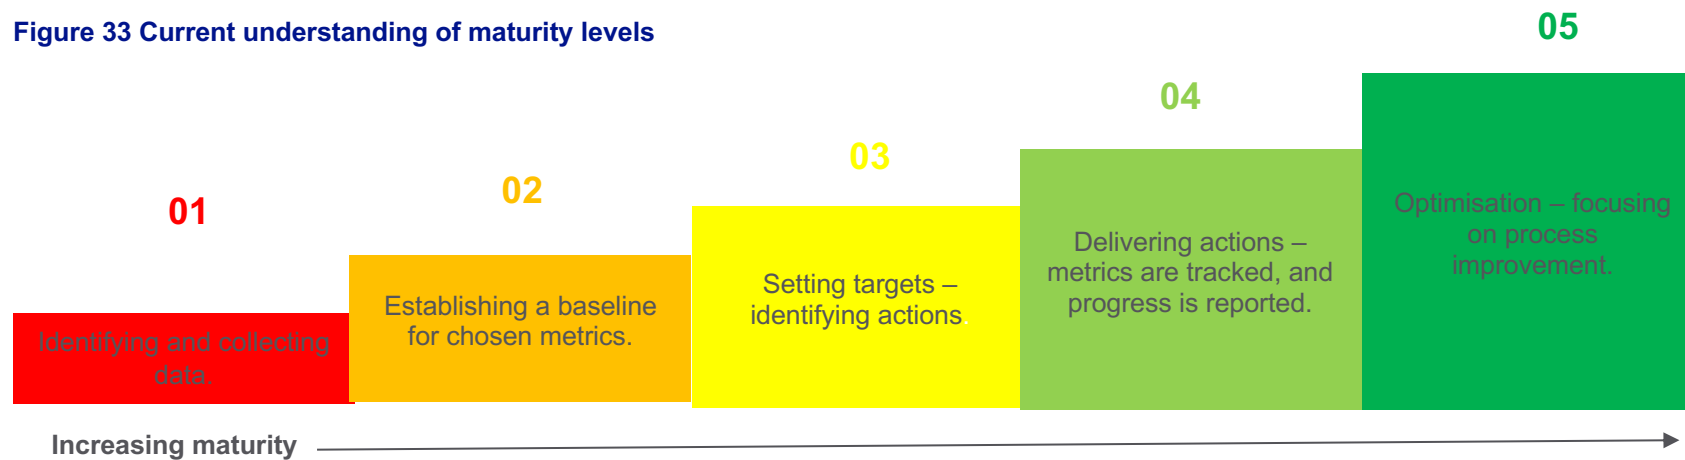 Figure 33 Current understanding of maturity levels
01
Identifying and collecting
data.
02
Establishing a baseline
for chosen metrics.
03
Setting targets –
identifying actions.
04
Delivering actions –
metrics are tracked, and
progress is reported.
05
Optimisation – focusing
on process
improvement.
Increasing maturity